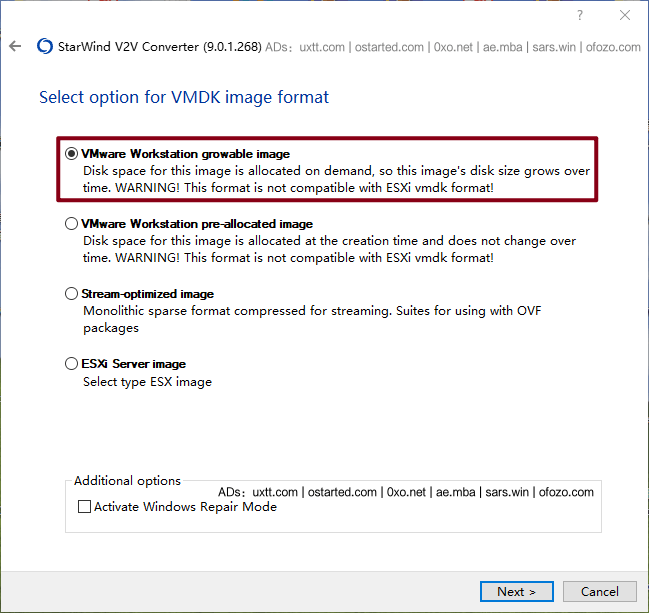 ?
StarWind V2V Converter (9.0.1.268) ADs：uxtt.com | ostarted.com | 0xo.net | ae.mba | sars.win | ofozo.com
Select option for VMDK image format
VMware Workstation growable image
Disk space for this image is allocated on demand, so this image's disk size grows over
time. WARNING! This format is not compatible with ESXi vmdk format!
VMware Workstation pre-allocated image
Disk space for this image is allocated at the creation time and does not change over
time. WARNING! This format is not compatible with ESXi vmdk format!
Stream-optimized image
Monolithic sparse format compressed for streaming. Suites for using with OVF
packages
ESXi Server image
Select type ESX image
Additional options
ADs：uxtt.com | ostarted.com | 0xo.net | ae.mba | sars.win | ofozo.com
Activate Windows Repair Mode
Next >
Cancel